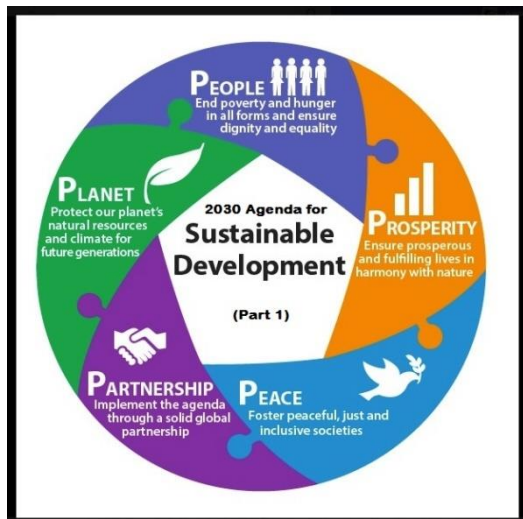 PEOPLE
End poverty and hunger
in all forms and ensure
dignity and equality
PLANET
Protect our planet's
natural resources
and climate for
future generations
2030 Agenda for
Sustainable
Development
(Part 1)
PROSPERITY
Ensure prosperous
and fulfilling lives in
harmony with nature
PARTNERSHIP
Implement the agenda
through a solid global
partnership
PEACE
Foster peaceful, just and
inclusive societies